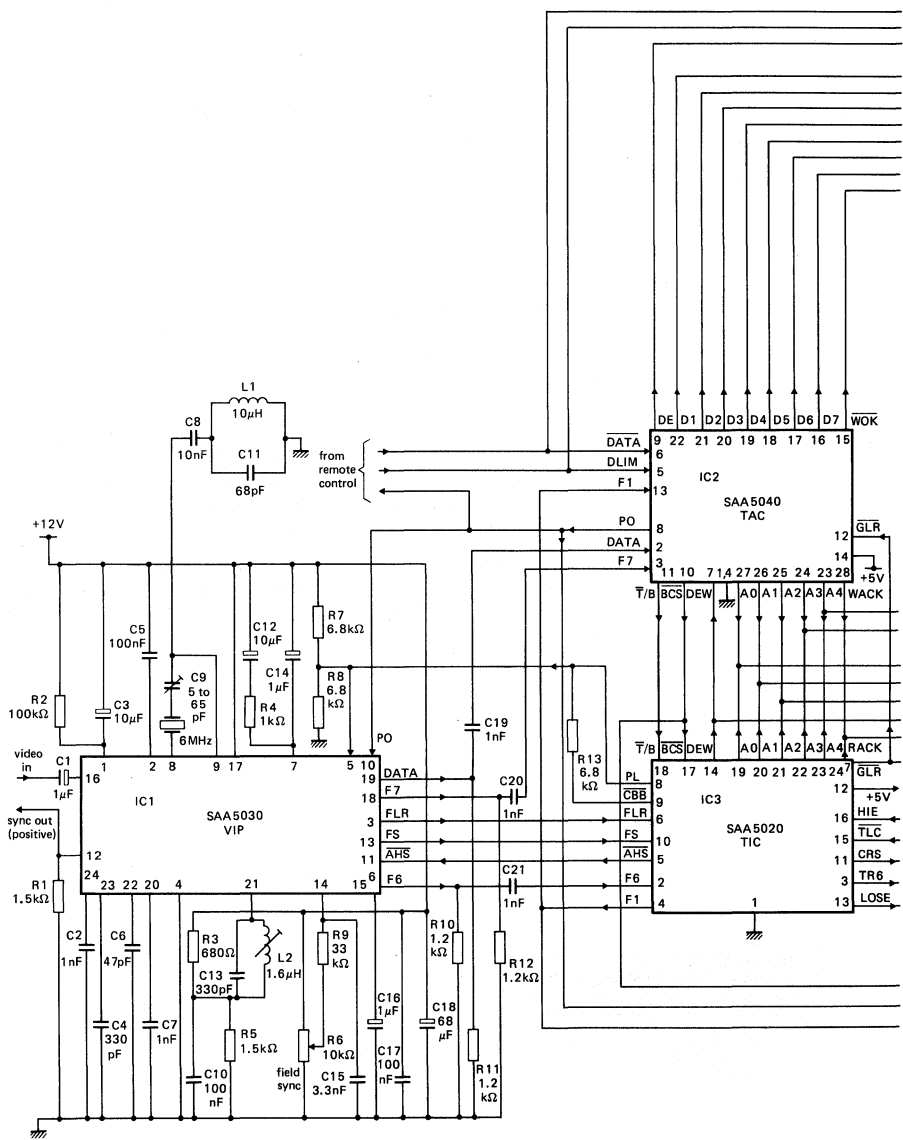 L1
10μH
C8
10nF
C11
68pF
from
remote
control
DE D1 D2 D3 D4 D5 D6 D7 WOK
9 22 21 20 19 18 17 16 15
DATA
6
DLIM
5
F1
13
IC2
SAA5040
TAC
PO
8
DATA
2
3
F7
GLR
12
14
+5V
11 10 7 1,4 27 26 25 24 23 28
T/B BCS DEW A0 A1 A2 A3 A4 WACK
+12V
R7
6.8kΩ
C12
10μF
C14
1μF
C5
100nF
R8
6.8
kΩ
C9
5 to
65
pF
R2
100kΩ
C3
10μF
R4
1kΩ
6MHz
PO
C19
1nF
R13
6.8
kΩ
T/B BCS DEW A0 A1 A2 A3 A4 RACK
18 17 14 19 20 21 22 23 24 7
GLR
video
in
C1
1μF
16
1 2 8 9 17 7 5 10
19
DATA
18
F7
C20
1nF
3
FLR
13
FS
11
AHS
6
F6
C21
1nF
IC1
SAA5030
VIP
PL
8
CBB
9
FLR
6
FS
10
AHS
5
F6
2
F1
4
IC3
SAA5020
TIC
1
12
+5V
HIE
16
TLC
15
CRS
11
TR6
3
LOSE
13
sync out
(positive)
12
24
23 22 20 4 21 14 15
R1
1.5kΩ
C2
1nF
C6
47pF
R3
680Ω
C13
330pF
L2
1.6μH
R9
33
kΩ
R10
1.2
kΩ
R12
1.2kΩ
C4
330
pF
C7
1nF
C10
100
nF
R5
1.5kΩ
R6
10kΩ
field
sync
C15
3.3nF
C16
1μF
C17
100
nF
C18
68
μF
R11
1.2
kΩ